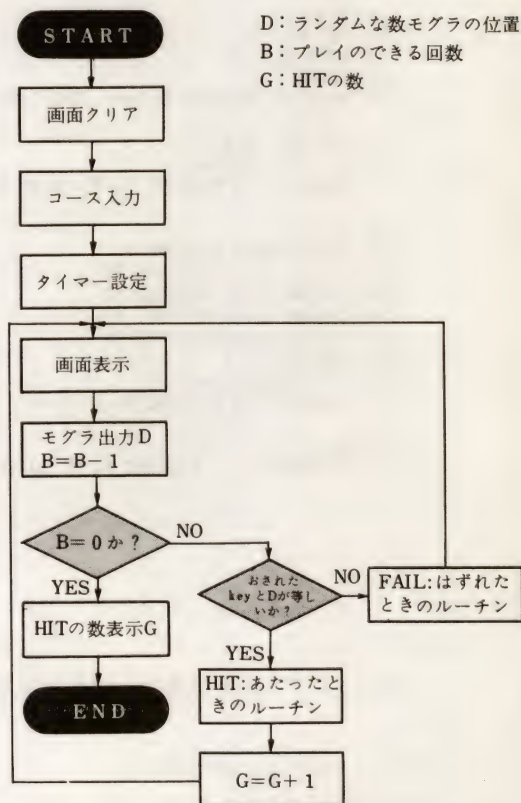 START
D：ランダムな数モグラの位置
B：プレイのできる回数
G：HITの数
画面クリア
コース入力
タイマー設定
画面表示
モグラ出力D
B=B-1
B=0か？
NO
YES
HITの数表示G
END
おされた
keyとDが等し
いか？
NO
FAIL:はずれた
ときのルーチン
YES
HIT:あたったと
きのルーチン
G=G+1